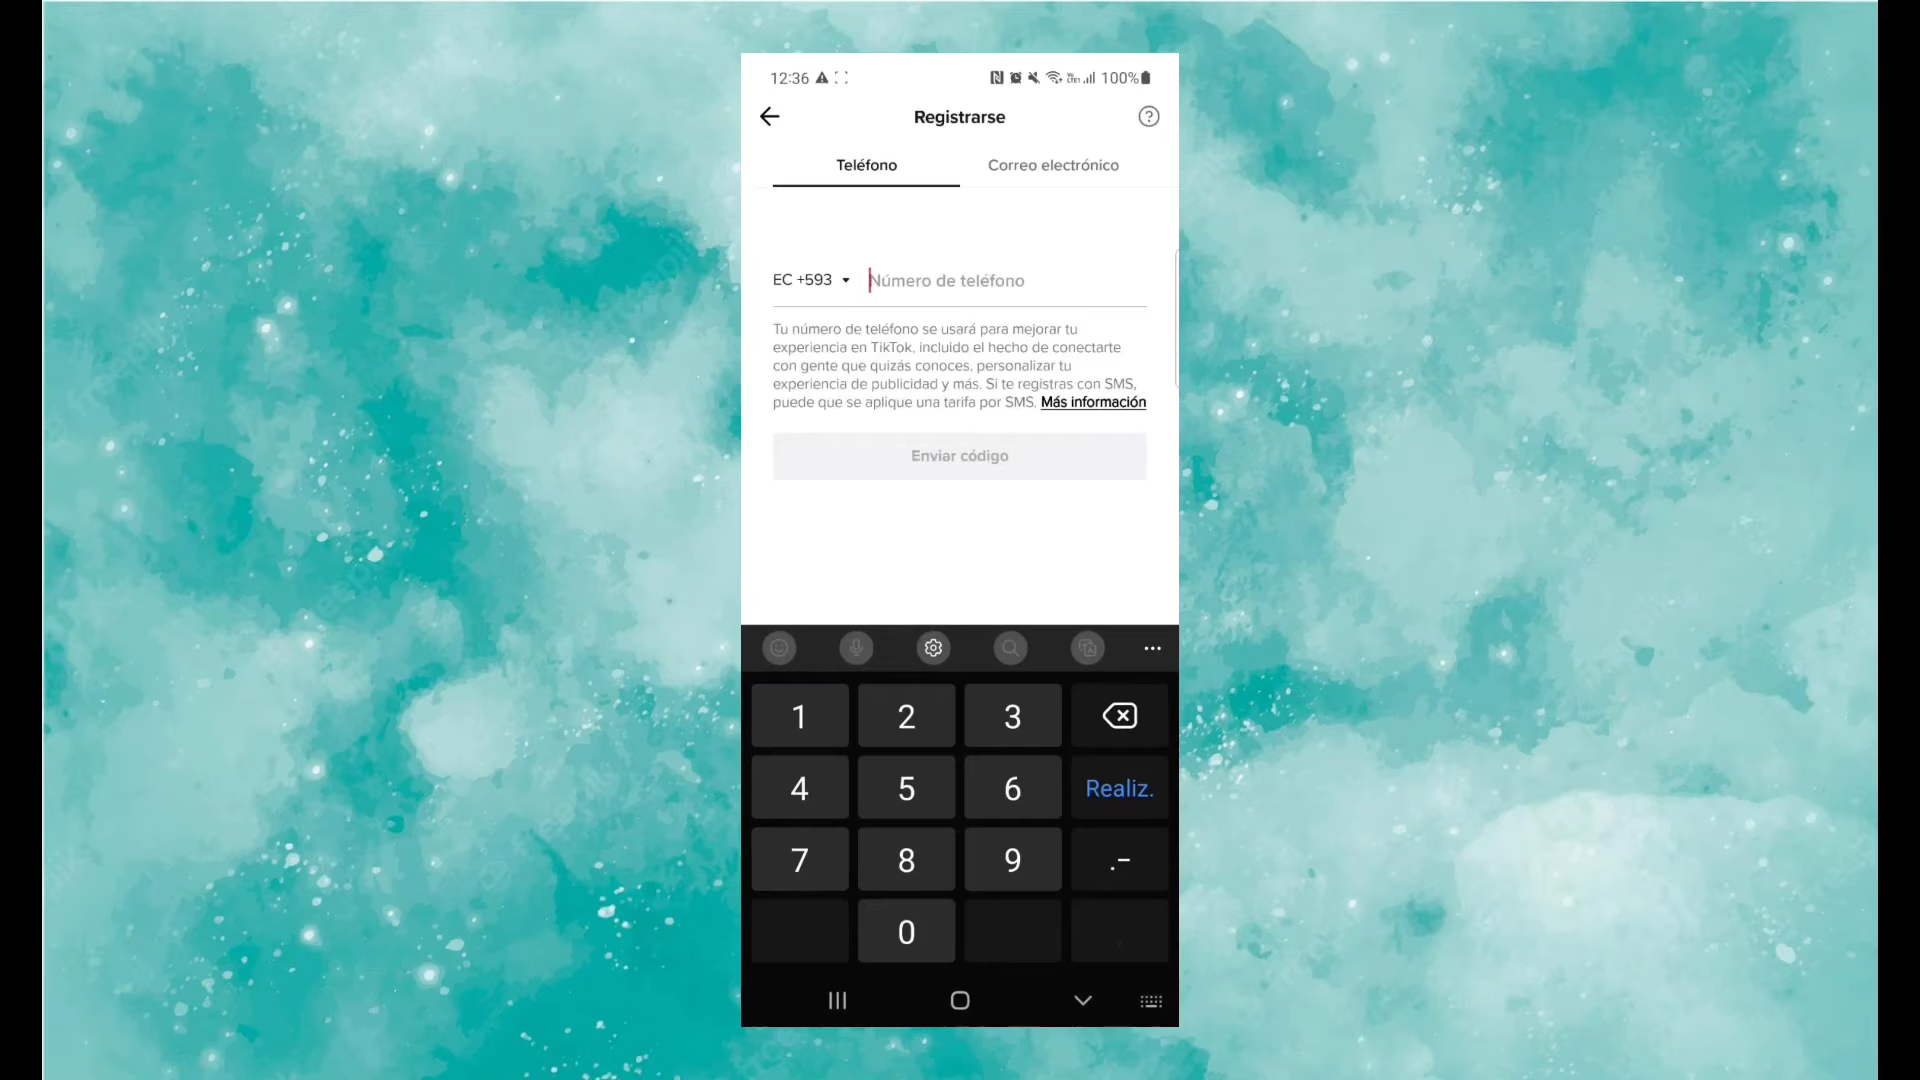 12:36
100%
Registrarse
Teléfono
Correo electrónico
EC +593
Número de teléfono
Tu número de teléfono se usará para mejorar tu
experiencia en TikTok, incluido el hecho de conectarte
con gente que quizás conoces, personalizar tu
experiencia de publicidad y más. Si te registras con SMS,
puede que se aplique una tarifa por SMS. Más información
Enviar código
1 2 3
4 5 6 Realiz.
7 8 9 .-
0